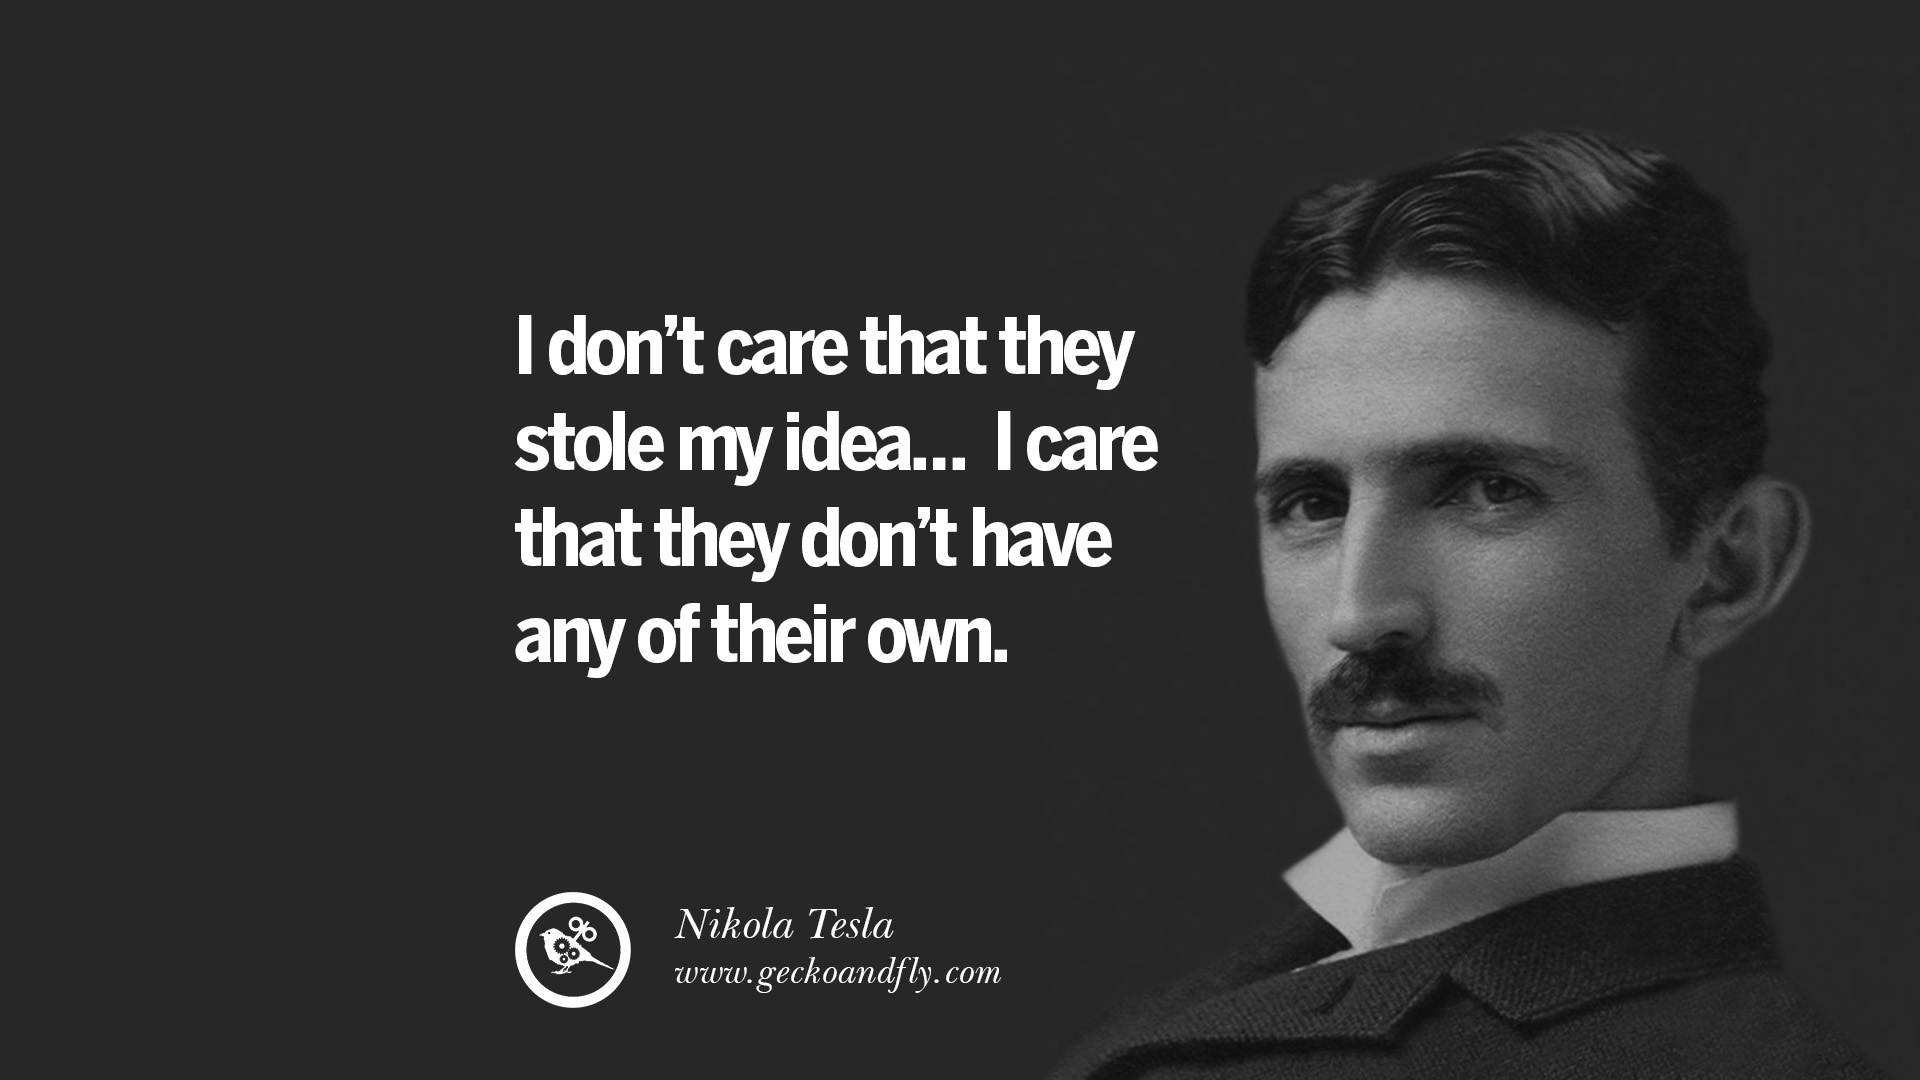 I don’t care that they
stole my idea... I care
that they don’t have
any of their own.
Nikola Tesla
www.geckoandfly.com